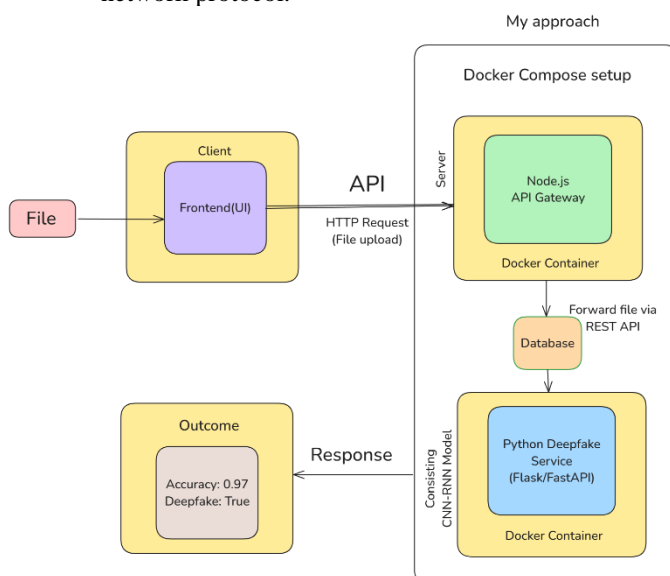 network protocol.
My approach
Docker Compose setup
Client
Frontend(UI)
File
API
HTTP Request
(File upload)
Server
Node.js
API Gateway
Docker Container
Forward file via
REST API
Database
Outcome
Accuracy: 0.97
Deepfake: True
Response
Consisting
CNN-RNN Model
Python Deepfake
Service
(Flask/FastAPI)
Docker Container